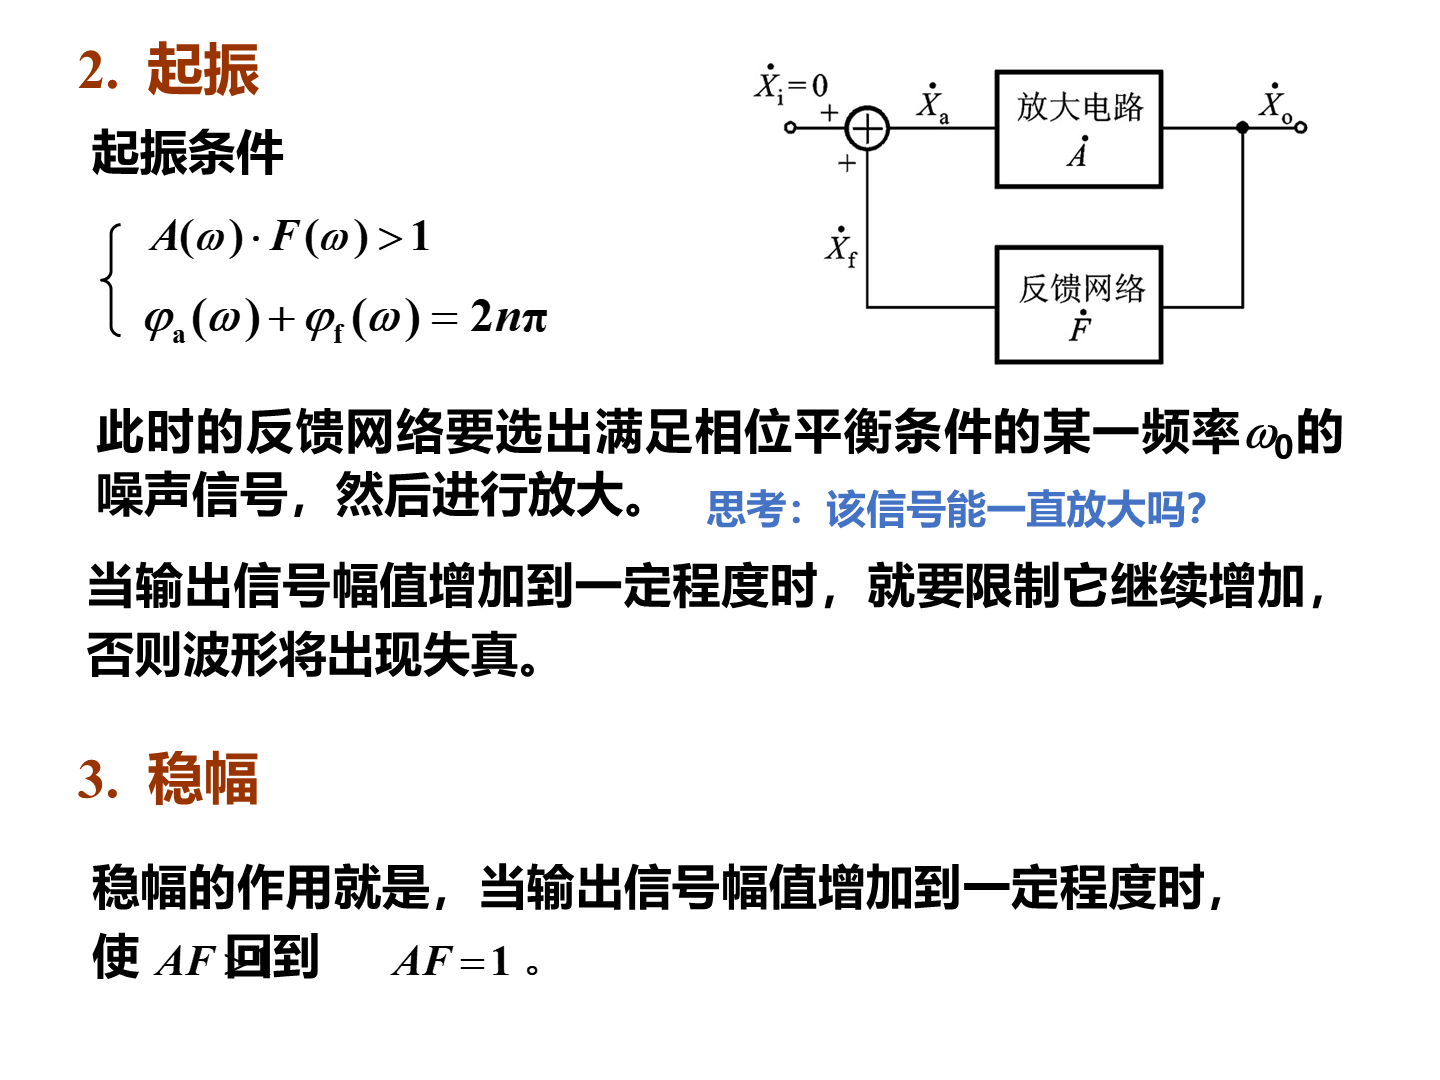 2. 起振
起振条件
A(ω)·F(ω)>1
φa(ω)+φf(ω)=2nπ
Ẋi=0
+
Ẋa
放大电路
Ȧ
Ẋo
+
Ẋf
反馈网络
Ḟ
此时的反馈网络要选出满足相位平衡条件的某一频率ω0的
噪声信号，然后进行放大。
思考：该信号能一直放大吗？
当输出信号幅值增加到一定程度时，就要限制它继续增加，
否则波形将出现失真。
3. 稳幅
稳幅的作用就是，当输出信号幅值增加到一定程度时，
使 AF>1 回到 AF=1 。